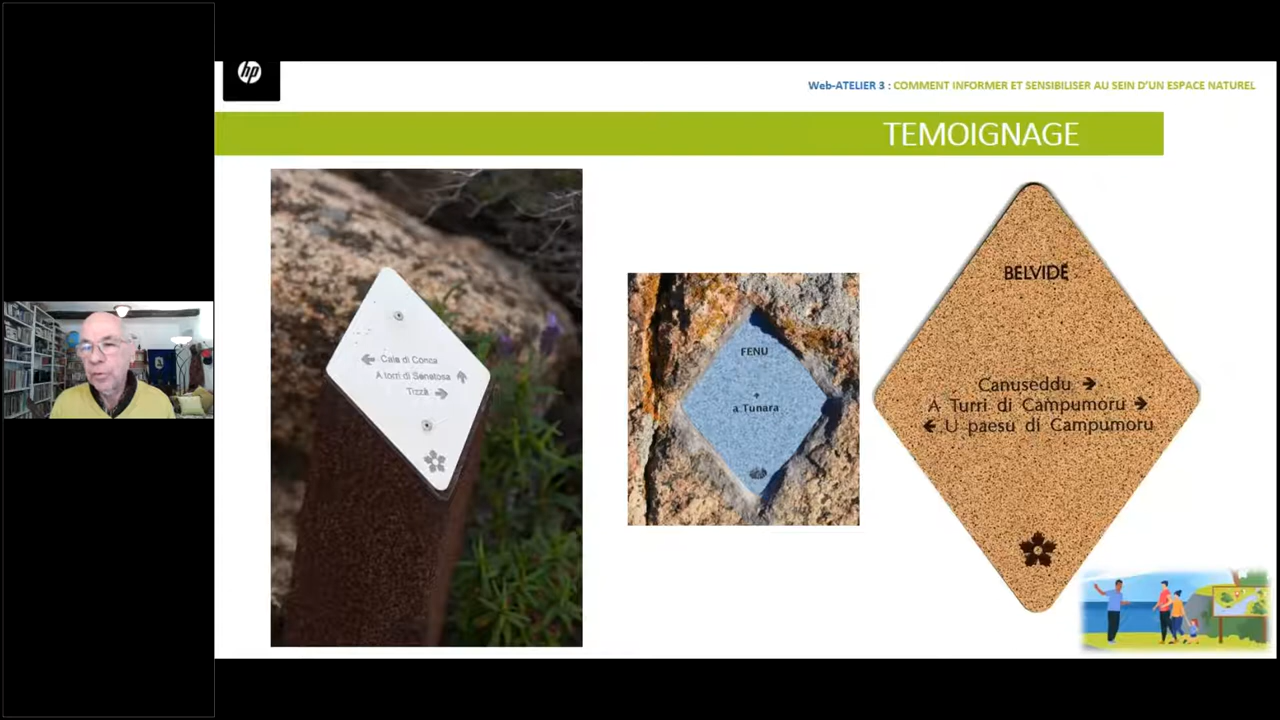 hp
Web-ATELIER 3 : COMMENT INFORMER ET SENSIBILISER AU SEIN D'UN ESPACE NATUREL
TEMOIGNAGE
← Cala di Conca
A torri di Senetosa ↑
Tizzà →
FENU
+
a Tunara
BELVIDÈ
Canuseddu →
A Turri di Campumoru →
← U paesu di Campumoru